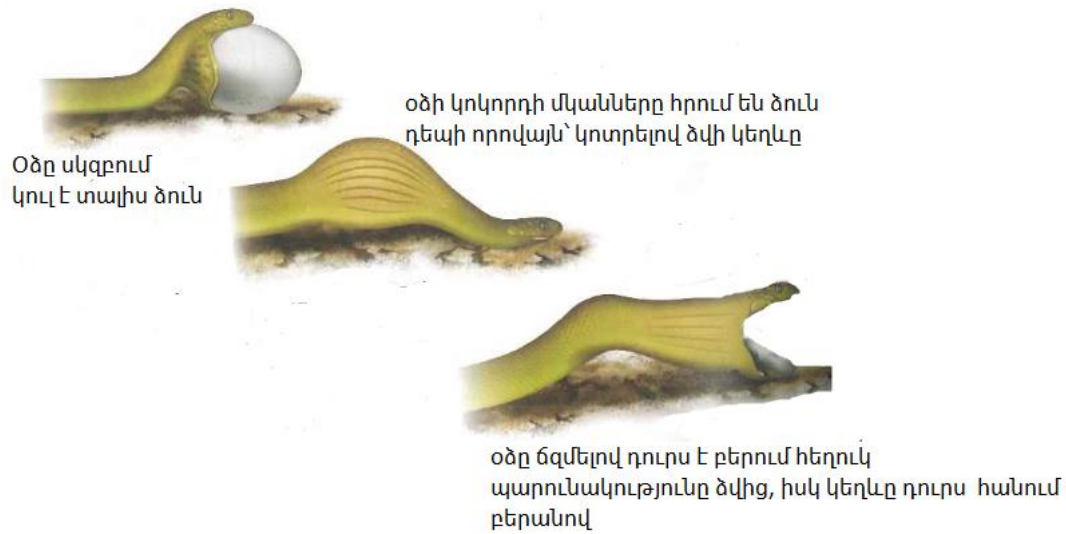 Օձը սկզբում
կուլ է տալիս ձուն
օձի կոկորդի մկանները հրում են ձուն
դեպի որովայն՝ կոտրելով ձվի կեղևը
օձը ճզմելով դուրս է բերում հեղուկ
պարունակությունը ձվից, իսկ կեղևը դուրս հանում
բերանով